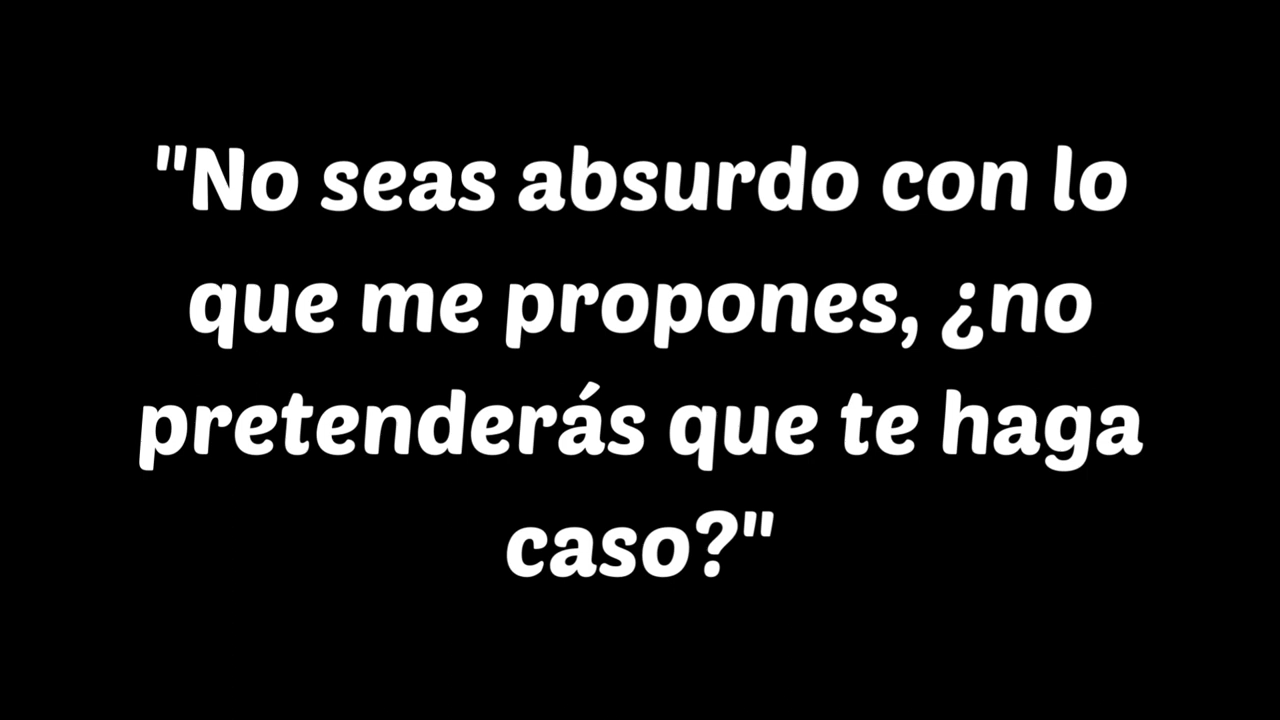 "No seas absurdo con lo
que me propones, ¿no
pretenderás que te haga
caso?"